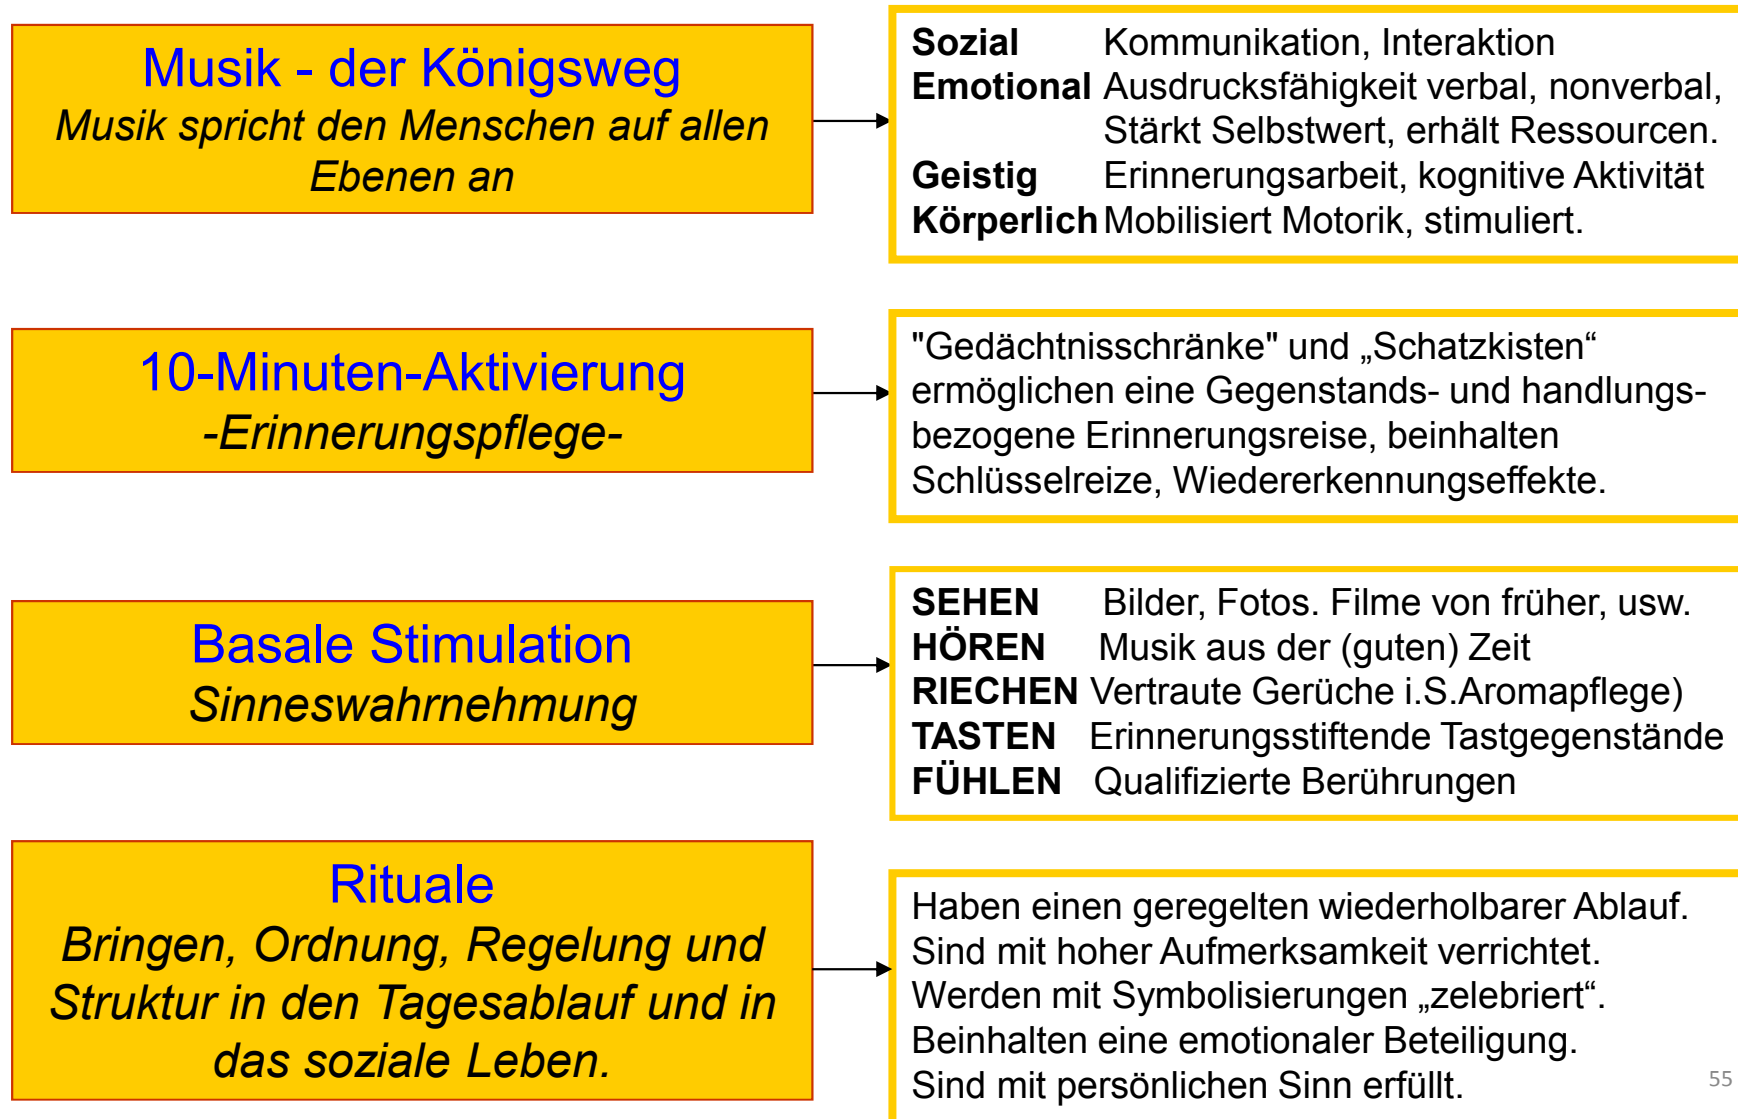 Musik - der Königsweg
Musik spricht den Menschen auf allen
Ebenen an
Sozial Kommunikation, Interaktion
Emotional Ausdrucksfähigkeit verbal, nonverbal,
Stärkt Selbstwert, erhält Ressourcen.
Geistig Erinnerungsarbeit, kognitive Aktivität
Körperlich Mobilisiert Motorik, stimuliert.
10-Minuten-Aktivierung
-Erinnerungspflege-
"Gedächtnisschränke" und „Schatzkisten“
ermöglichen eine Gegenstands- und handlungs-
bezogene Erinnerungsreise, beinhalten
Schlüsselreize, Wiedererkennungseffekte.
Basale Stimulation
Sinneswahrnehmung
SEHEN Bilder, Fotos. Filme von früher, usw.
HÖREN Musik aus der (guten) Zeit
RIECHEN Vertraute Gerüche i.S.Aromapflege)
TASTEN Erinnerungsstiftende Tastgegenstände
FÜHLEN Qualifizierte Berührungen
Rituale
Bringen, Ordnung, Regelung und
Struktur in den Tagesablauf und in
das soziale Leben.
Haben einen geregelten wiederholbarer Ablauf.
Sind mit hoher Aufmerksamkeit verrichtet.
Werden mit Symbolisierungen „zelebriert“.
Beinhalten eine emotionaler Beteiligung.
Sind mit persönlichen Sinn erfüllt.
55